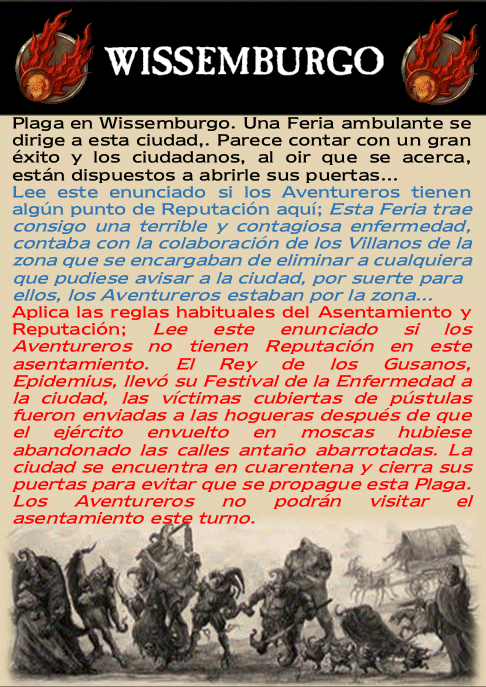 WISSEMBURGO
Plaga en Wissemburgo. Una Feria ambulante se
dirige a esta ciudad,. Parece contar con un gran
éxito y los ciudadanos, al oir que se acerca,
están dispuestos a abrirle sus puertas...
Lee este enunciado si los Aventureros tienen
algún punto de Reputación aquí; Esta Feria trae
consigo una terrible y contagiosa enfermedad,
contaba con la colaboración de los Villanos de la
zona que se encargaban de eliminar a cualquiera
que pudiese avisar a la ciudad, por suerte para
ellos, los Aventureros estaban por la zona...
Aplica las reglas habituales del Asentamiento y
Reputación; Lee este enunciado si los
Aventureros no tienen Reputación en este
asentamiento. El Rey de los Gusanos,
Epidemius, llevó su Festival de la Enfermedad a
la ciudad, las víctimas cubiertas de pústulas
fueron enviadas a las hogueras después de que
el ejército envuelto en moscas hubiese
abandonado las calles antaño abarrotadas. La
ciudad se encuentra en cuarentena y cierra sus
puertas para evitar que se propague esta Plaga.
Los Aventureros no podrán visitar el
asentamiento este turno.